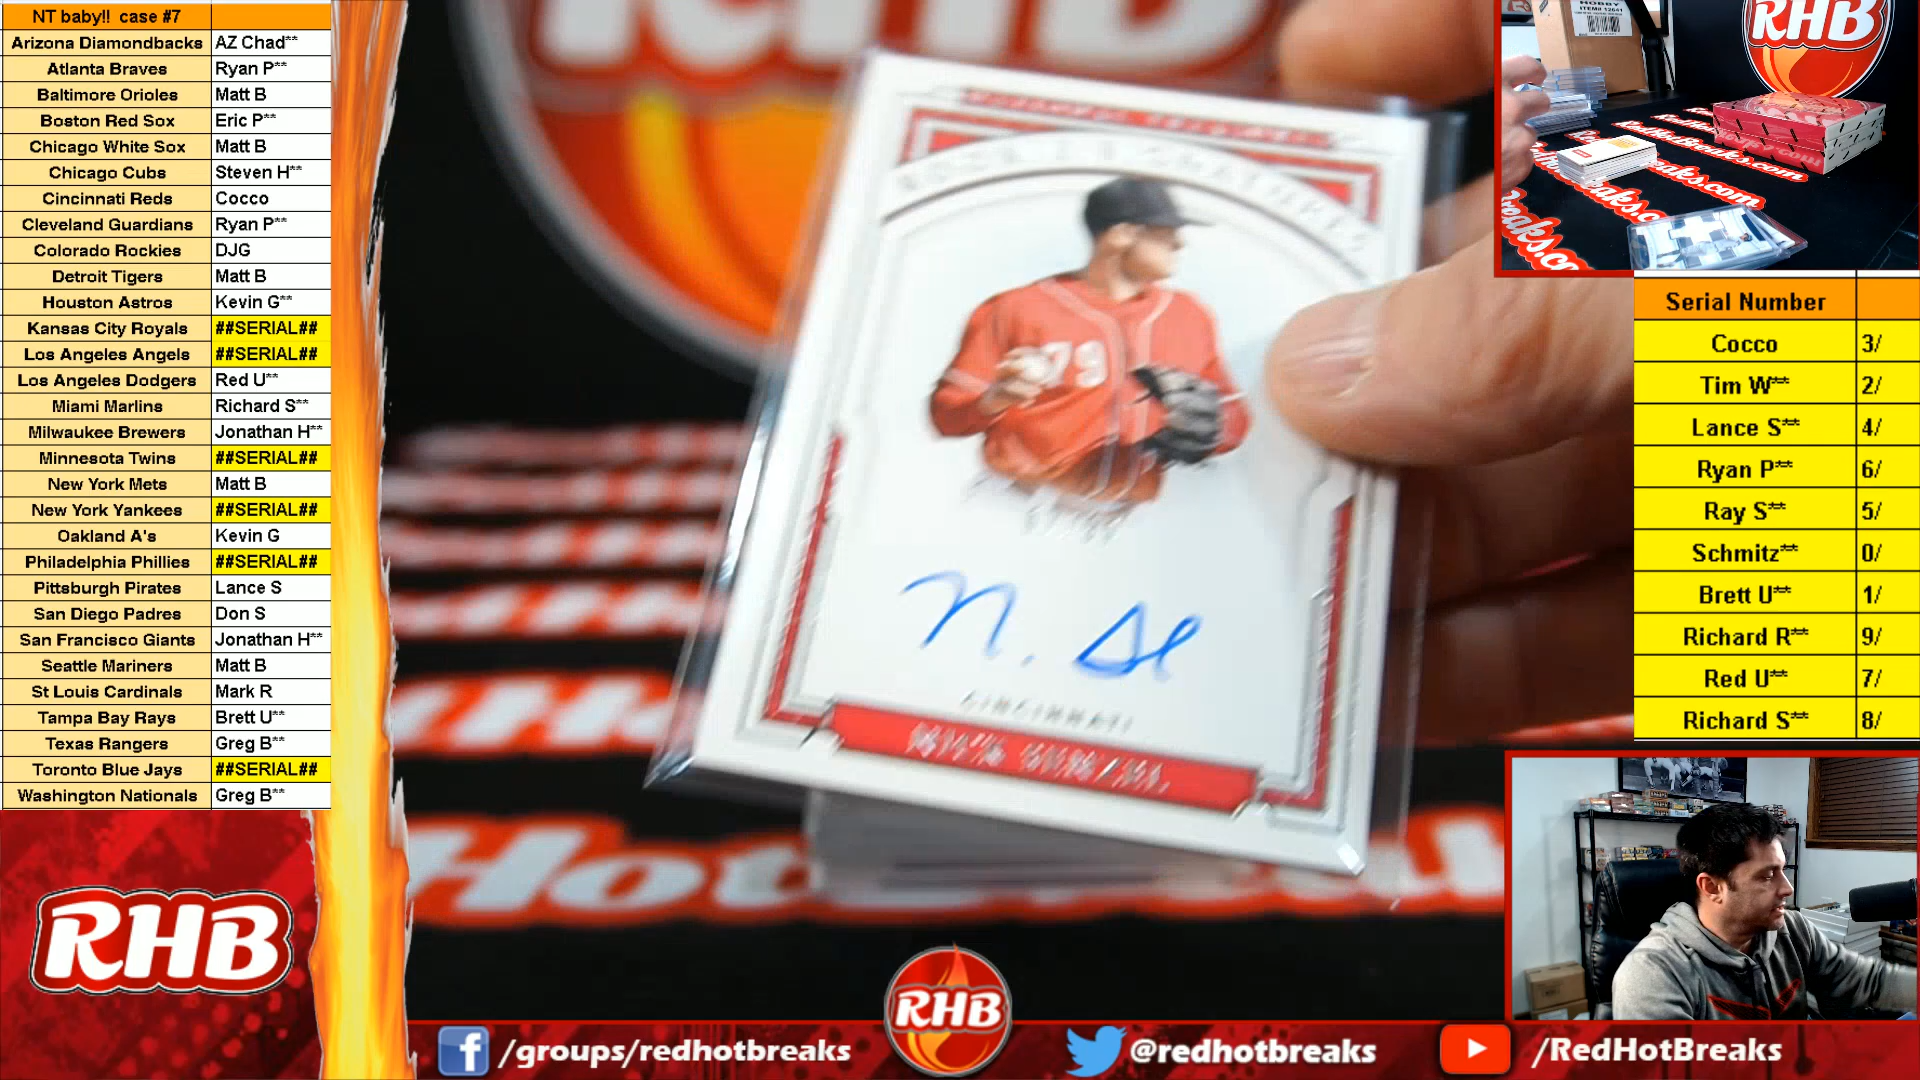 NT baby!! case #7
Arizona Diamondbacks AZ Chad**
Atlanta Braves Ryan P**
Baltimore Orioles Matt B
Boston Red Sox Eric P**
Chicago White Sox Matt B
Chicago Cubs Steven H**
Cincinnati Reds Cocco
Cleveland Guardians Ryan P**
Colorado Rockies DJG
Detroit Tigers Matt B
Houston Astros Kevin G**
Kansas City Royals ##SERIAL##
Los Angeles Angels ##SERIAL##
Los Angeles Dodgers Red U**
Miami Marlins Richard S**
Milwaukee Brewers Jonathan H**
Minnesota Twins ##SERIAL##
New York Mets Matt B
New York Yankees ##SERIAL##
Oakland A's Kevin G
Philadelphia Phillies ##SERIAL##
Pittsburgh Pirates Lance S
San Diego Padres Don S
San Francisco Giants Jonathan H**
Seattle Mariners Matt B
St Louis Cardinals Mark R
Tampa Bay Rays Brett U**
Texas Rangers Greg B**
Toronto Blue Jays ##SERIAL##
Washington Nationals Greg B**
RHB
79
CINCINNATI
HOBBY
RHB
RedHotBreaks.com
Serial Number
Cocco 3/
Tim W** 2/
Lance S** 4/
Ryan P** 6/
Ray S** 5/
Schmitz** 0/
Brett U** 1/
Richard R** 9/
Red U** 7/
Richard S** 8/
RHB
/groups/redhotbreaks
@redhotbreaks
/RedHotBreaks